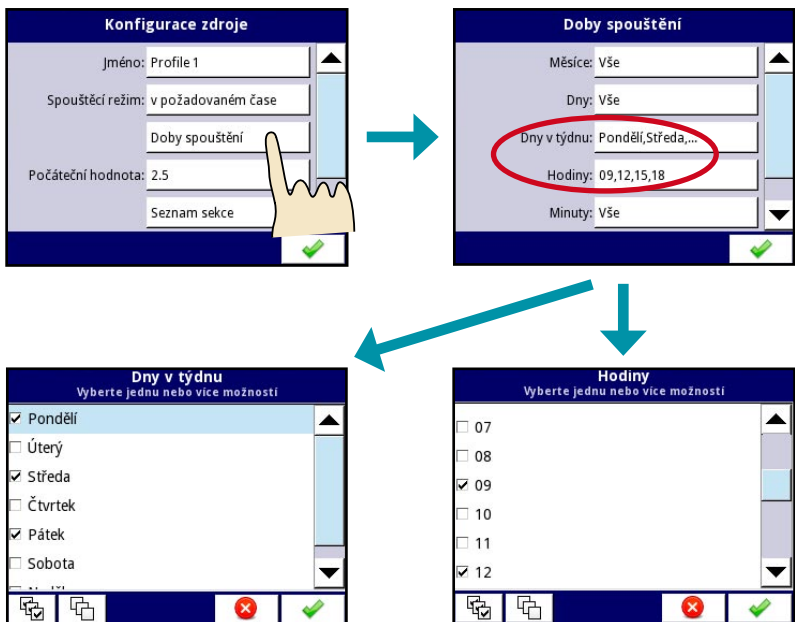 Konfigurace zdroje
Jméno: Profile 1
Spouštěcí režim: v požadovaném čase
Doby spouštění
Počáteční hodnota: 2.5
Seznam sekce
Doby spouštění
Měsíce: Vše
Dny: Vše
Dny v týdnu: Pondělí,Středa,...
Hodiny: 09,12,15,18
Minuty: Vše
Dny v týdnu
Vyberte jednu nebo více možností
Pondělí
Úterý
Středa
Čtvrtek
Pátek
Sobota
Hodiny
Vyberte jednu nebo více možností
07
08
09
10
11
12